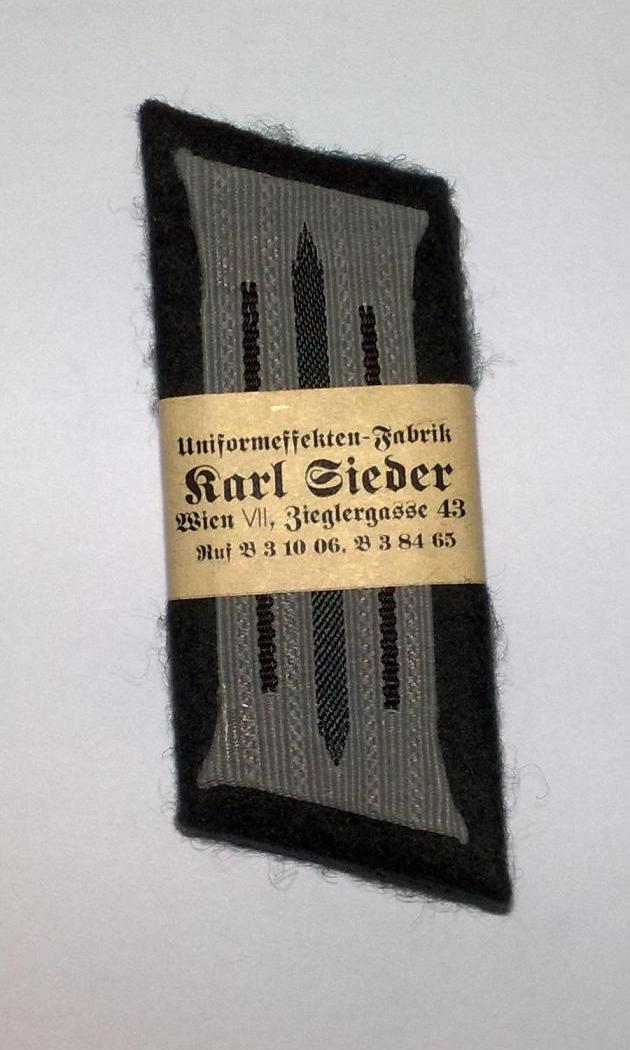 Uniformeffekten-Fabrik
Karl Sieder
Wien VII, Zieglergasse 43
Ruf B 3 10 06, B 3 84 65